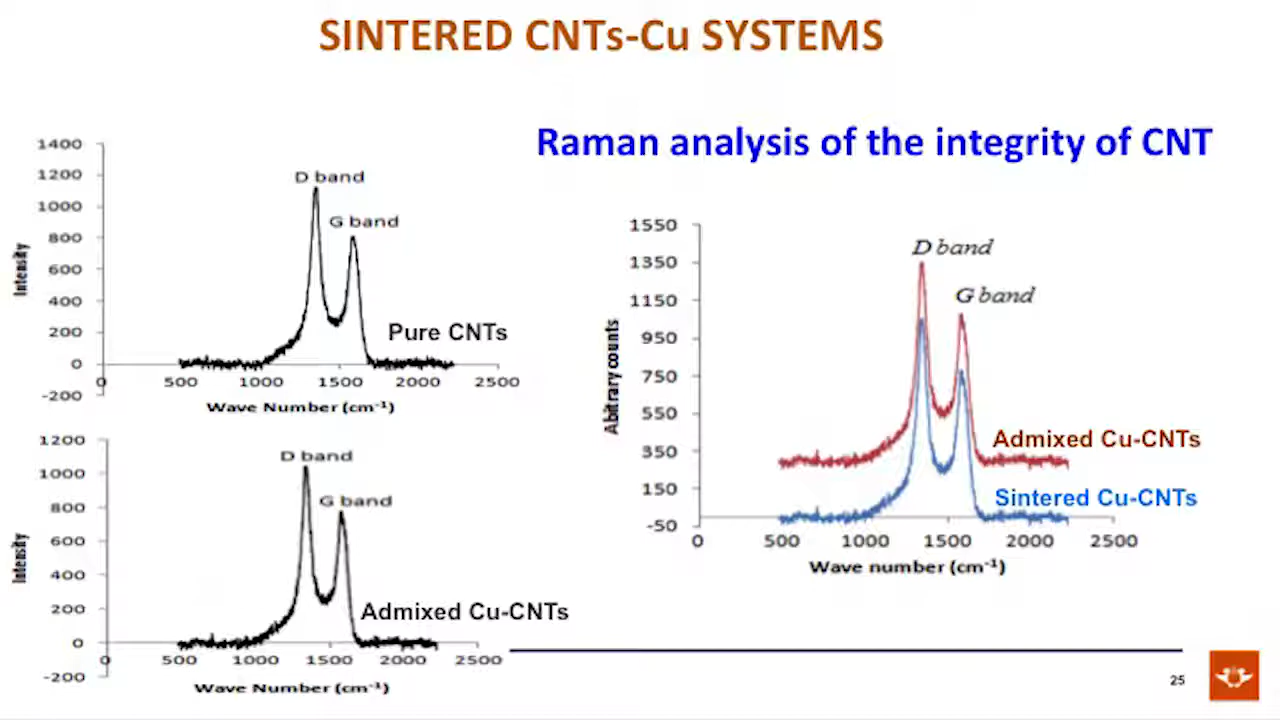 SINTERED CNTs-Cu SYSTEMS
Raman analysis of the integrity of CNT
1400
1200
1000
800
600
400
200
0
-200
Intensity
D band
G band
Pure CNTs
0 500 1000 1500 2000 2500
Wave Number (cm⁻¹)
1200
1000
800
600
400
200
0
-200
Intensity
D band
G band
Admixed Cu-CNTs
0 500 1000 1500 2000 2500
Wave Number (cm⁻¹)
1550
1350
1150
950
750
550
350
150
-50
Abitrary counts
D band
G band
Admixed Cu-CNTs
Sintered Cu-CNTs
0 500 1000 1500 2000 2500
Wave number (cm⁻¹)
25